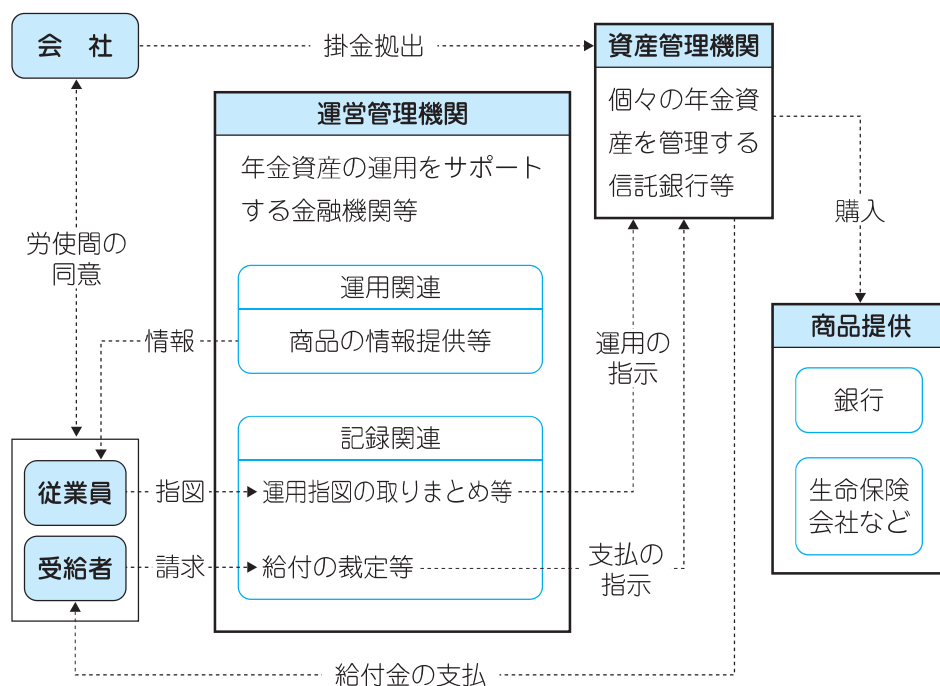 会社
掛金拠出
資産管理機関
個々の年金資
産を管理する
信託銀行等
運営管理機関
年金資産の運用をサポート
する金融機関等
購入
労使間の
同意
運用関連
商品の情報提供等
情報
運用の
指示
商品提供
銀行
生命保険
会社など
記録関連
従業員
指図
運用指図の取りまとめ等
受給者
請求
給付の裁定等
支払の
指示
給付金の支払